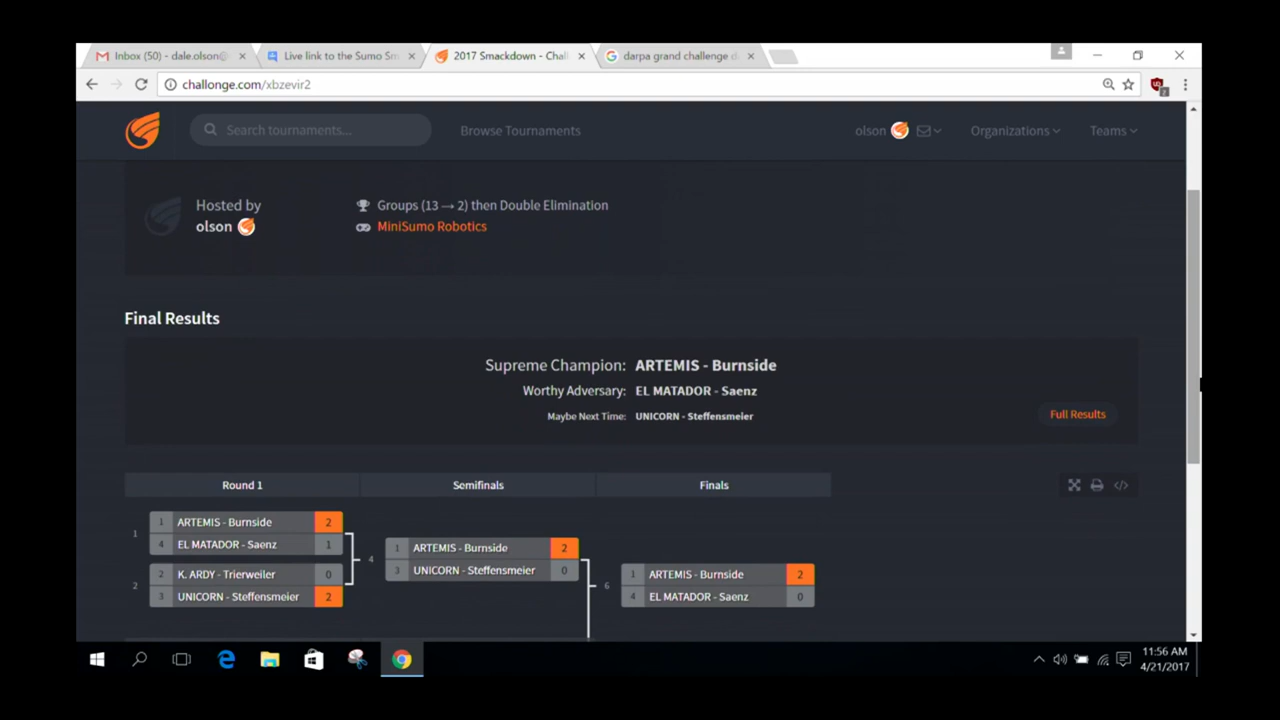 Inbox (50) - dale.olson@
Live link to the Sumo Sm
2017 Smackdown - Chall
darpa grand challenge d
challonge.com/xbzevir2
Search tournaments...
Browse Tournaments
olson
Organizations
Teams
Hosted by
olson
Groups (13 → 2) then Double Elimination
MiniSumo Robotics
Final Results
Supreme Champion: ARTEMIS - Burnside
Worthy Adversary: EL MATADOR - Saenz
Maybe Next Time: UNICORN - Steffensmeier
Full Results
Round 1
Semifinals
Finals
1
1 ARTEMIS - Burnside 2
4 EL MATADOR - Saenz 1
2
2 K. ARDY - Trierweiler 0
3 UNICORN - Steffensmeier 2
4
1 ARTEMIS - Burnside 2
3 UNICORN - Steffensmeier 0
6
1 ARTEMIS - Burnside 2
4 EL MATADOR - Saenz 0
11:56 AM
4/21/2017